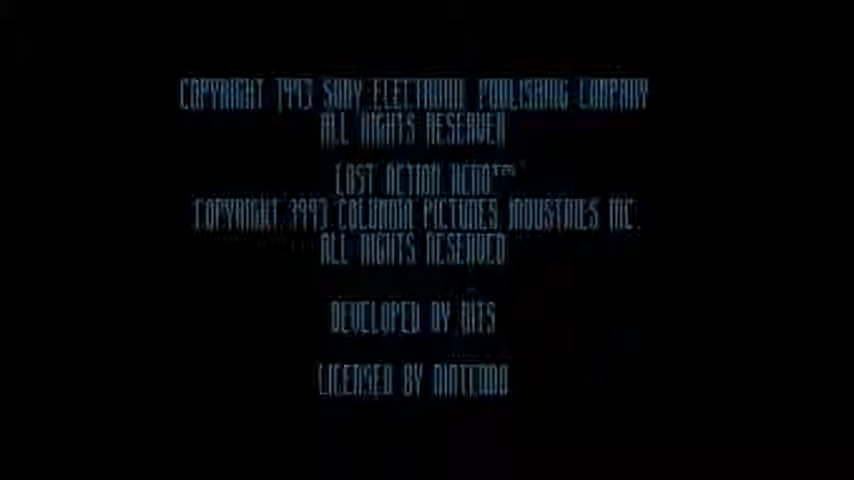 COPYRIGHT 1993 SONY ELECTRONIC PUBLISHING COMPANY
ALL RIGHTS RESERVED
LAST ACTION HERO™
COPYRIGHT 1993 COLUMBIA PICTURES INDUSTRIES INC.
ALL RIGHTS RESERVED
DEVELOPED BY BITS
LICENSED BY NINTENDO